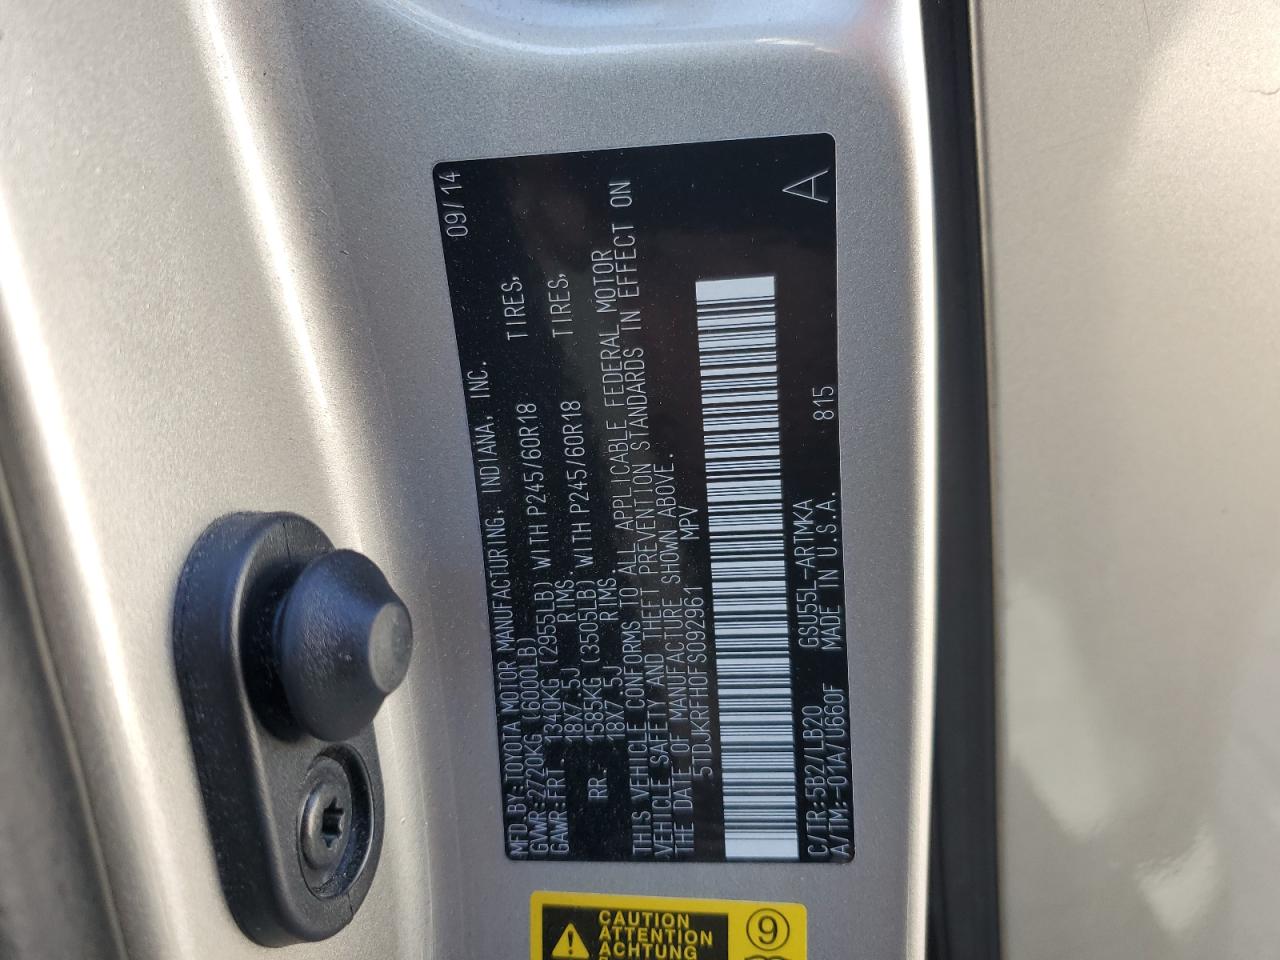 MFD.BY:TOYOTA MOTOR MANUFACTURING, INDIANA, INC. 09/14
GVWR:2720KG (6000LB)
GAWR:FRT. 1340KG (2955LB) WITH P245/60R18 TIRES,
18X7.5J RIMS
RR. 1585KG (3505LB) WITH P245/60R18 TIRES,
18X7.5J RIMS
THIS VEHICLE CONFORMS TO ALL APPLICABLE FEDERAL MOTOR
VEHICLE SAFETY AND THEFT PREVENTION STANDARDS IN EFFECT ON
THE DATE OF MANUFACTURE SHOWN ABOVE.
5TDJKRFH0FS092961 MPV
A
C/TR:5B2/LB20 GSU55L-ARTMKA
A/TM:-01A/U660F MADE IN U.S.A. 815
CAUTION
ATTENTION
ACHTUNG
9